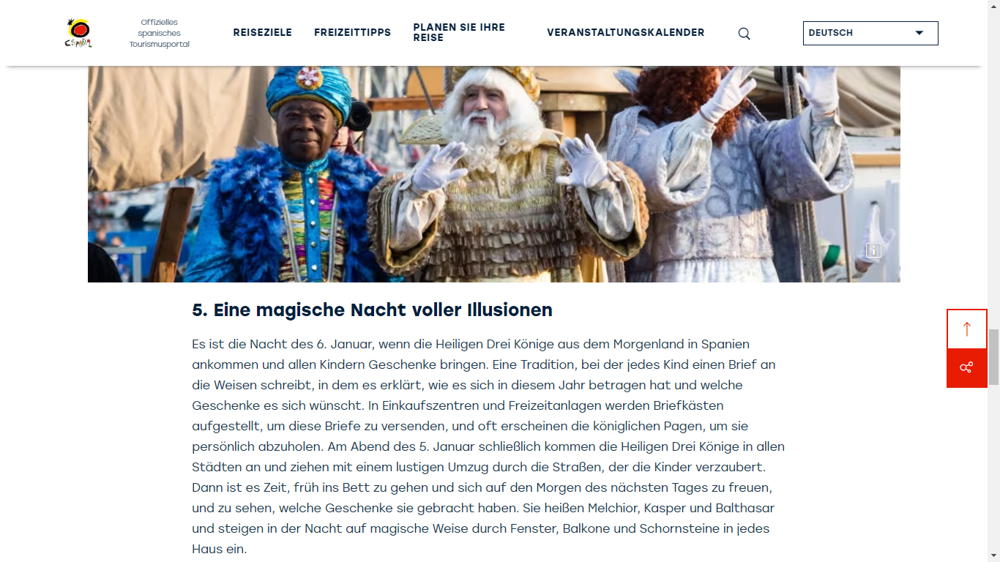 ESPAÑA
Offizielles
spanisches
Tourismusportal
REISEZIELE
FREIZEITTIPPS
PLANEN SIE IHRE
REISE
VERANSTALTUNGSKALENDER
DEUTSCH
i
5. Eine magische Nacht voller Illusionen
Es ist die Nacht des 6. Januar, wenn die Heiligen Drei Könige aus dem Morgenland in Spanien
ankommen und allen Kindern Geschenke bringen. Eine Tradition, bei der jedes Kind einen Brief an
die Weisen schreibt, in dem es erklärt, wie es sich in diesem Jahr betragen hat und welche
Geschenke es sich wünscht. In Einkaufszentren und Freizeitanlagen werden Briefkästen
aufgestellt, um diese Briefe zu versenden, und oft erscheinen die königlichen Pagen, um sie
persönlich abzuholen. Am Abend des 5. Januar schließlich kommen die Heiligen Drei Könige in allen
Städten an und ziehen mit einem lustigen Umzug durch die Straßen, der die Kinder verzaubert.
Dann ist es Zeit, früh ins Bett zu gehen und sich auf den Morgen des nächsten Tages zu freuen,
und zu sehen, welche Geschenke sie gebracht haben. Sie heißen Melchior, Kasper und Balthasar
und steigen in der Nacht auf magische Weise durch Fenster, Balkone und Schornsteine in jedes
Haus ein.